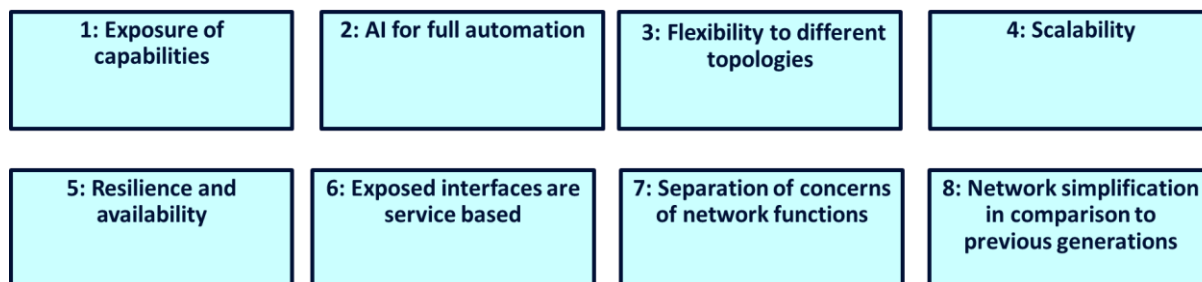 1: Exposure of
capabilities
2: AI for full automation
3: Flexibility to different
topologies
4: Scalability
5: Resilience and
availability
6: Exposed interfaces are
service based
7: Separation of concerns
of network functions
8: Network simplification
in comparison to
previous generations